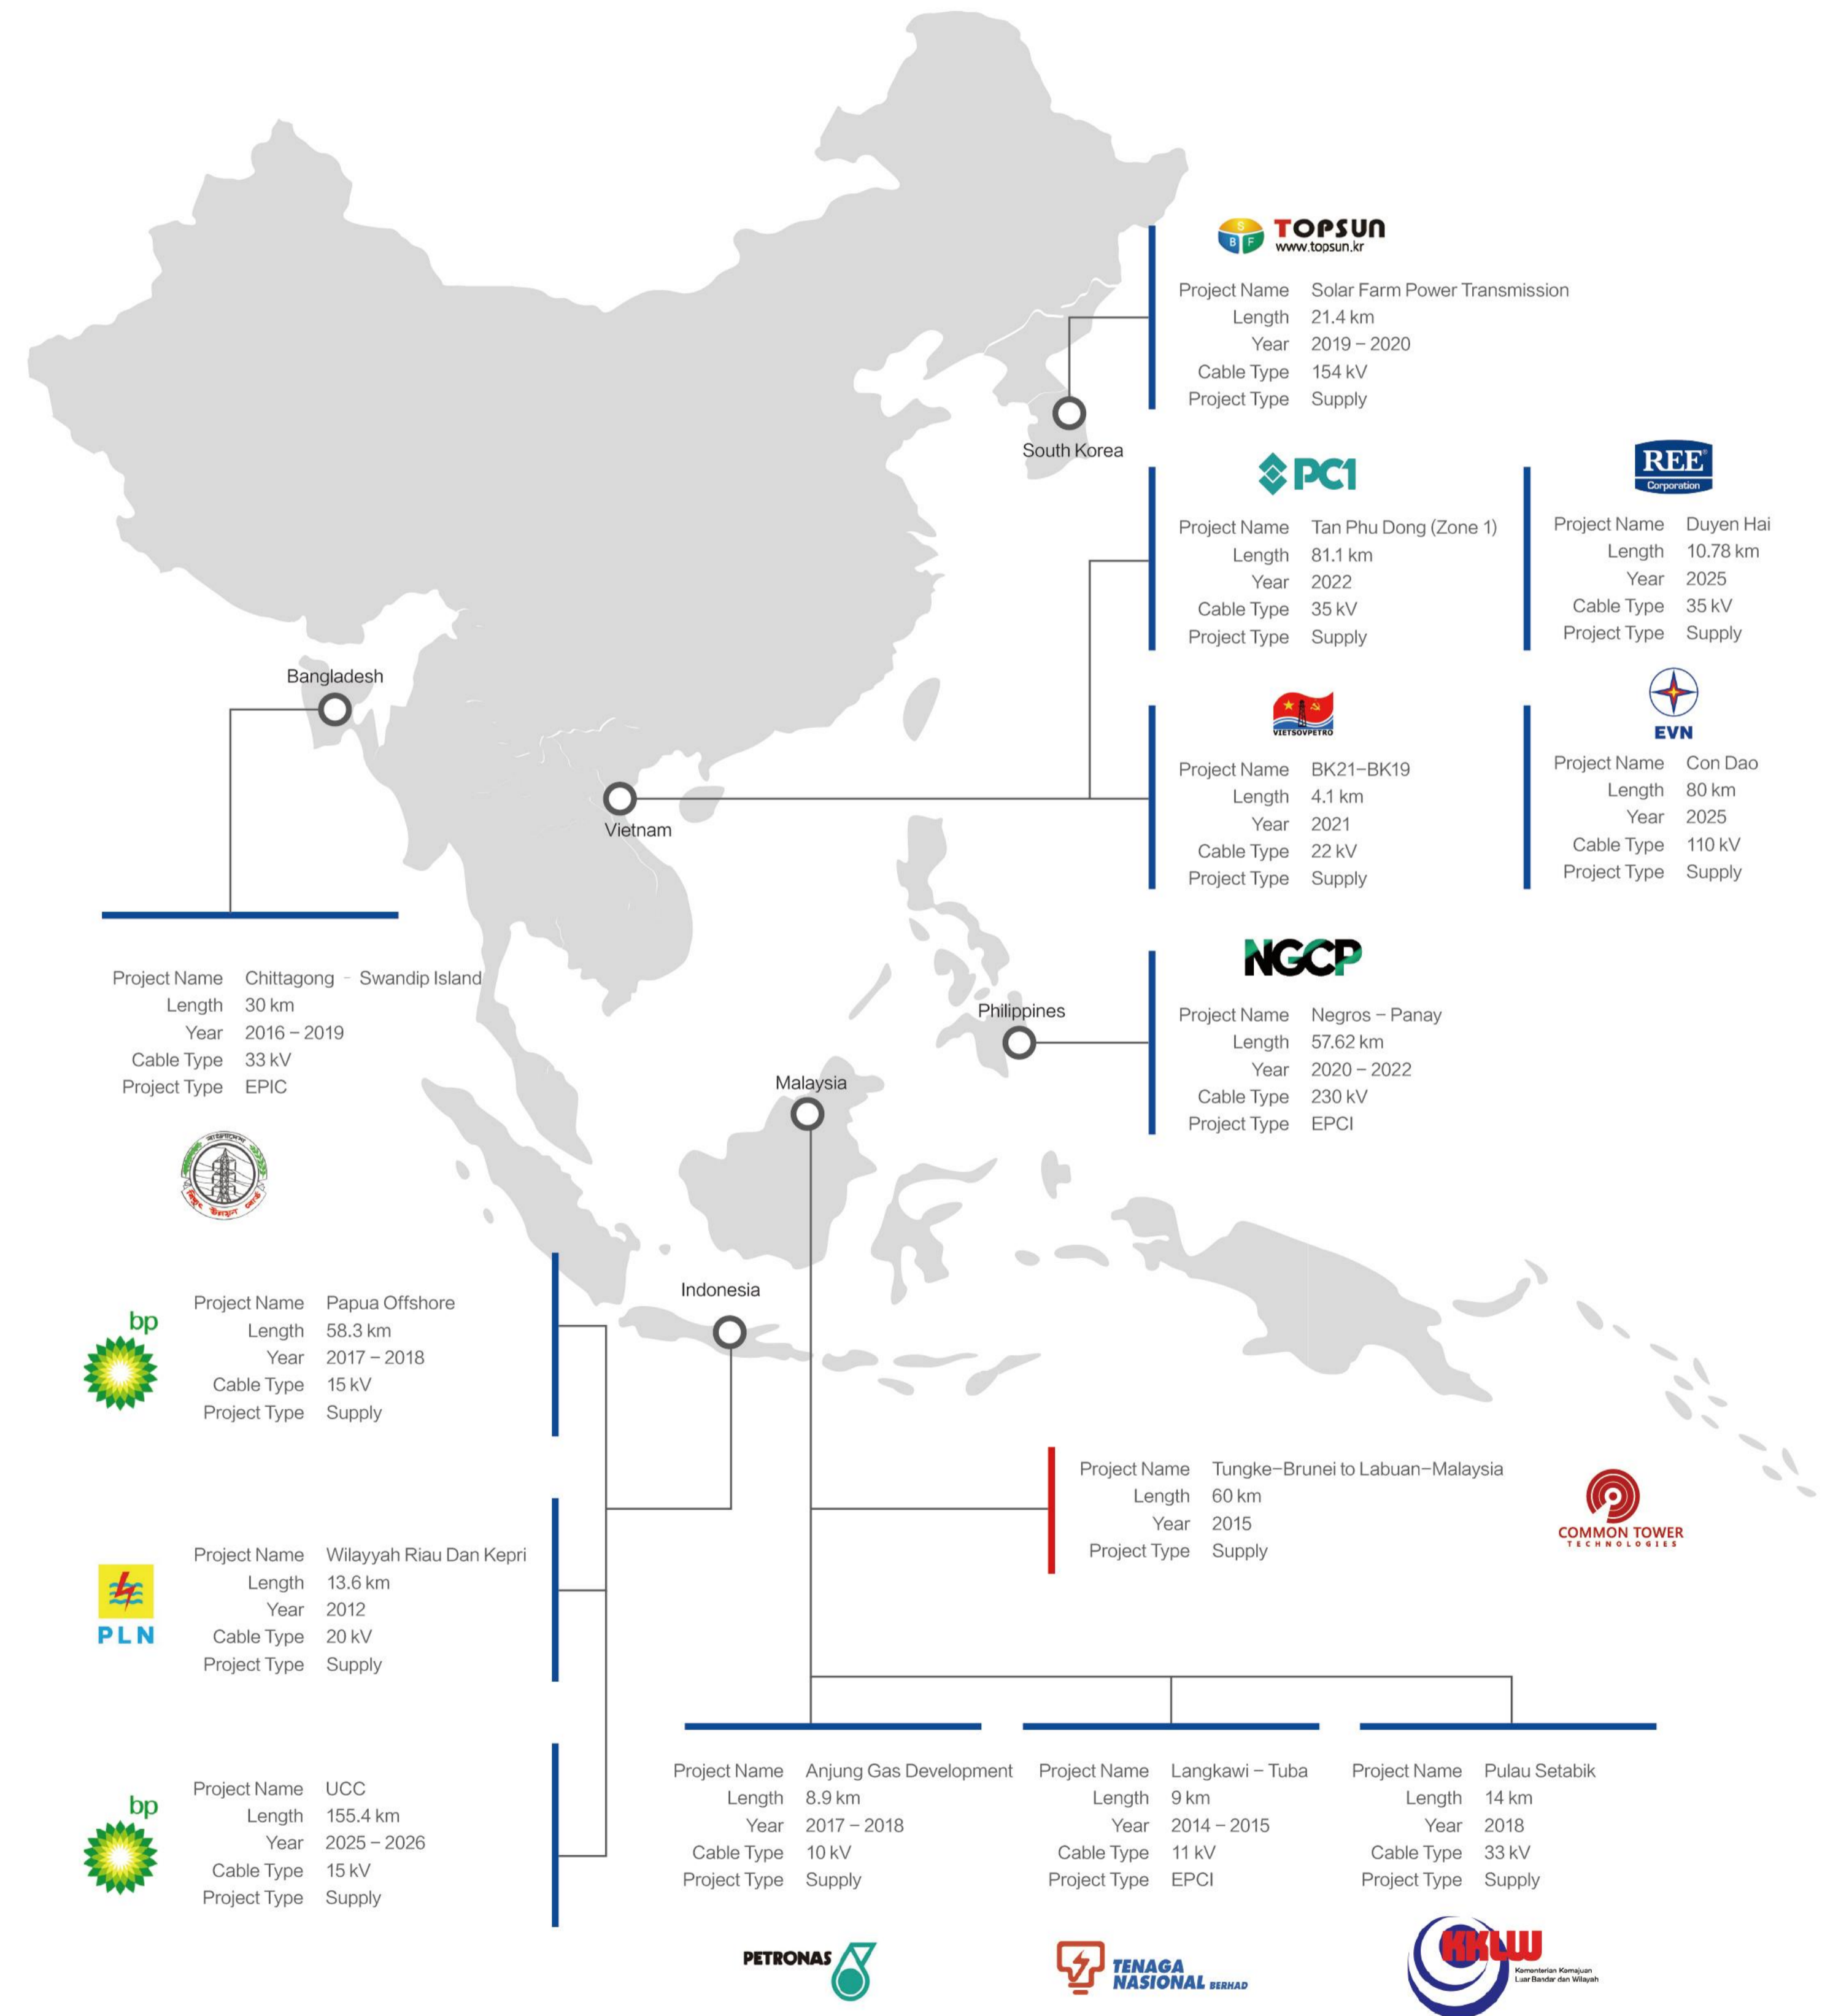 TOPSUN
www.topsun.kr
S
B F
Project Name Solar Farm Power Transmission
Length 21.4 km
Year 2019 – 2020
Cable Type 154 kV
Project Type Supply
South Korea
PC1
Project Name Tan Phu Dong (Zone 1)
Length 81.1 km
Year 2022
Cable Type 35 kV
Project Type Supply
REE
Corporation
Project Name Duyen Hai
Length 10.78 km
Year 2025
Cable Type 35 kV
Project Type Supply
Bangladesh
Vietnam
VIETSOVPETRO
Project Name BK21–BK19
Length 4.1 km
Year 2021
Cable Type 22 kV
Project Type Supply
EVN
Project Name Con Dao
Length 80 km
Year 2025
Cable Type 110 kV
Project Type Supply
Project Name Chittagong – Swandip Island
Length 30 km
Year 2016 – 2019
Cable Type 33 kV
Project Type EPIC
NGCP
Philippines
Project Name Negros – Panay
Length 57.62 km
Year 2020 – 2022
Cable Type 230 kV
Project Type EPCI
Malaysia
Indonesia
bp
Project Name Papua Offshore
Length 58.3 km
Year 2017 – 2018
Cable Type 15 kV
Project Type Supply
Project Name Tungke–Brunei to Labuan–Malaysia
Length 60 km
Year 2015
Project Type Supply
COMMON TOWER
TECHNOLOGIES
PLN
Project Name Wilayyah Riau Dan Kepri
Length 13.6 km
Year 2012
Cable Type 20 kV
Project Type Supply
bp
Project Name UCC
Length 155.4 km
Year 2025 – 2026
Cable Type 15 kV
Project Type Supply
Project Name Anjung Gas Development
Length 8.9 km
Year 2017 – 2018
Cable Type 10 kV
Project Type Supply
PETRONAS
Project Name Langkawi – Tuba
Length 9 km
Year 2014 – 2015
Cable Type 11 kV
Project Type EPCI
TENAGA
NASIONAL BERHAD
Project Name Pulau Setabik
Length 14 km
Year 2018
Cable Type 33 kV
Project Type Supply
KKLW
Kementerian Kemajuan
Luar Bandar dan Wilayah